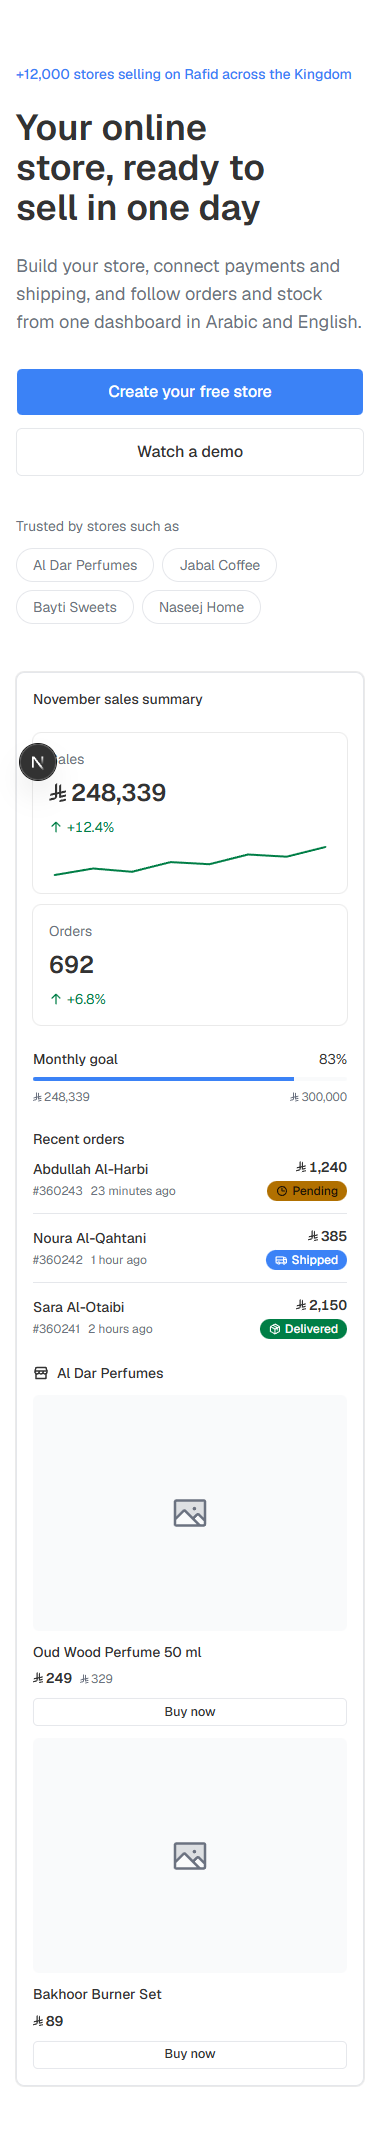 +12,000 stores selling on Rafid across the Kingdom
Your online
store, ready to
sell in one day
Build your store, connect payments and
shipping, and follow orders and stock
from one dashboard in Arabic and English.
Create your free store
Watch a demo
Trusted by stores such as
Al Dar Perfumes
Jabal Coffee
Bayti Sweets
Naseej Home
November sales summary
N
ales
⃁ 248,339
↑ +12.4%
Orders
692
↑ +6.8%
Monthly goal 83%
⃁ 248,339 ⃁ 300,000
Recent orders
Abdullah Al-Harbi ⃁ 1,240
#360243 23 minutes ago Pending
Noura Al-Qahtani ⃁ 385
#360242 1 hour ago Shipped
Sara Al-Otaibi ⃁ 2,150
#360241 2 hours ago Delivered
Al Dar Perfumes
Oud Wood Perfume 50 ml
⃁ 249 ⃁ 329
Buy now
Bakhoor Burner Set
⃁ 89
Buy now